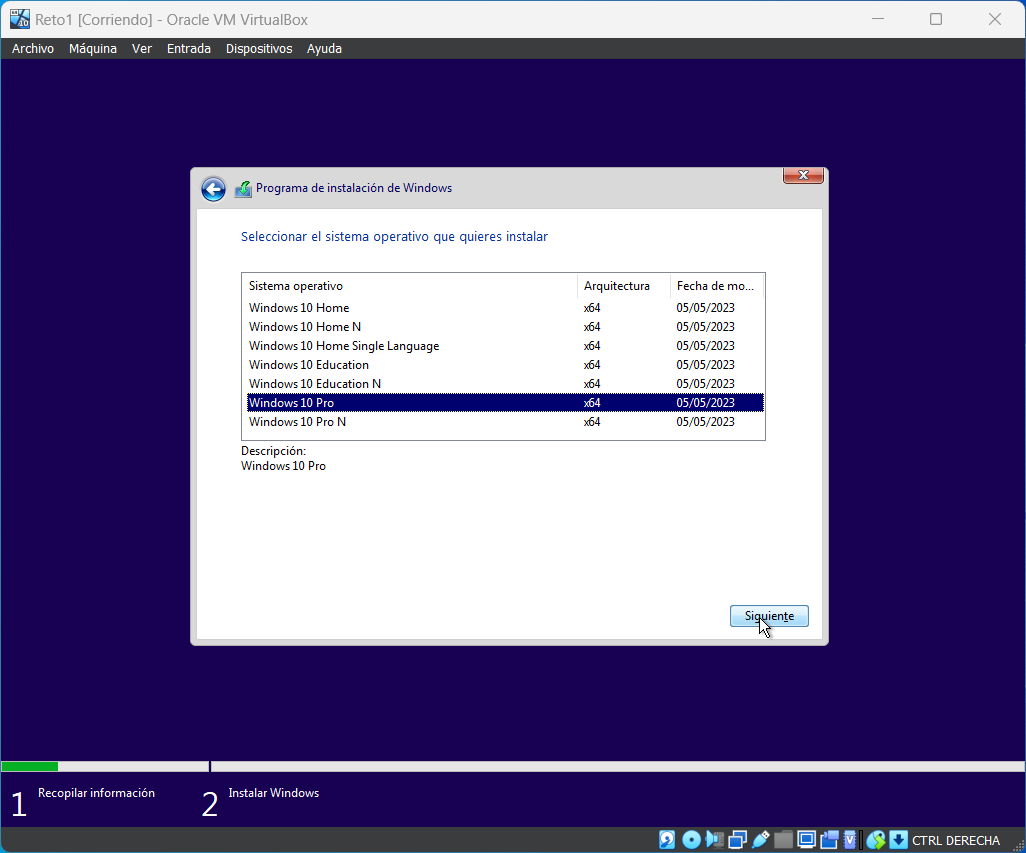 Reto1 [Corriendo] - Oracle VM VirtualBox
Archivo Máquina Ver Entrada Dispositivos Ayuda
Programa de instalación de Windows
Seleccionar el sistema operativo que quieres instalar
Sistema operativo Arquitectura Fecha de mo...
Windows 10 Home x64 05/05/2023
Windows 10 Home N x64 05/05/2023
Windows 10 Home Single Language x64 05/05/2023
Windows 10 Education x64 05/05/2023
Windows 10 Education N x64 05/05/2023
Windows 10 Pro x64 05/05/2023
Windows 10 Pro N x64 05/05/2023
Descripción:
Windows 10 Pro
Siguiente
1 Recopilar información 2 Instalar Windows
CTRL DERECHA